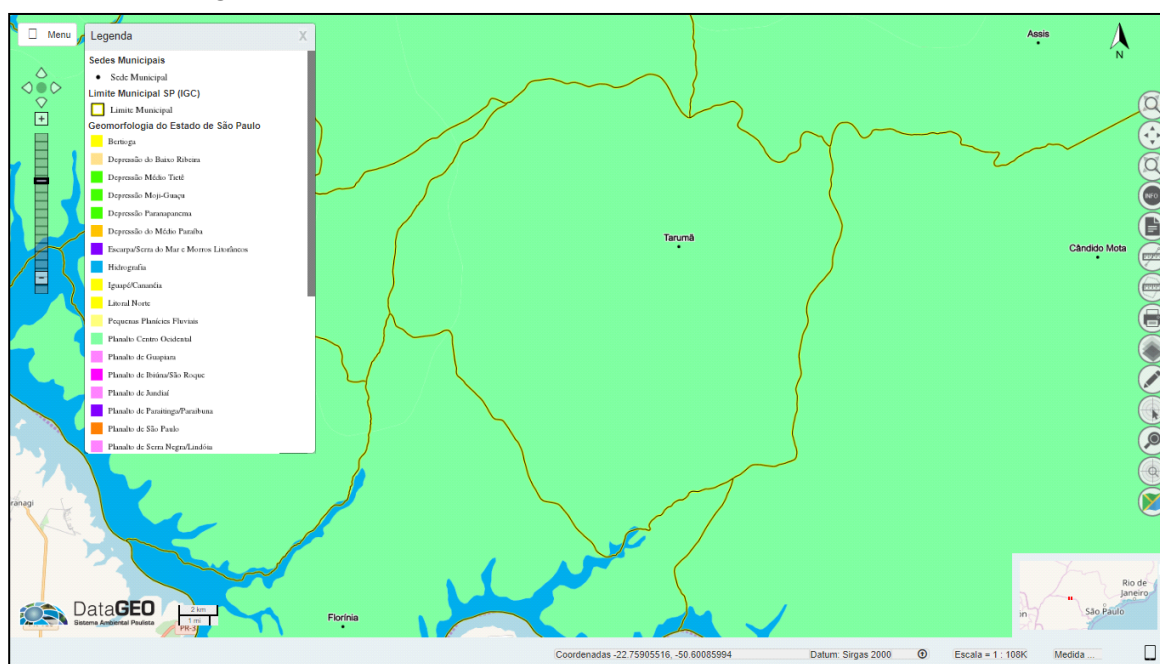 Menu
Legenda X
Sedes Municipais
Sede Municipal
Limite Municipal SP (IGC)
Limite Municipal
Geomorfologia do Estado de São Paulo
Bertioga
Depressão do Baixo Ribeira
Depressão Médio Tietê
Depressão Moji-Guaçu
Depressão Paranapanema
Depressão do Médio Paraíba
Escarpa/Serra do Mar e Morros Litorâneos
Hidrografia
Iguapé/Cananéia
Litoral Norte
Pequenas Planícies Fluviais
Planalto Centro Ocidental
Planalto de Guapiara
Planalto de Ibiúna/São Roque
Planalto de Jundiaí
Planalto de Paraitinga/Paraibuna
Planalto de São Paulo
Planalto de Serra Negra/Lindóia
Assis
N
INFO
Tarumã
Cândido Mota
ranagi
Florínia
DataGEO
Sistema Ambiental Paulista
2 km
1 mi
PR-3
Rio de
Janeiro
São Paulo
Coordenadas -22.75905516, -50.60085994 Datum: Sirgas 2000 Escala = 1 : 108K Medida ...